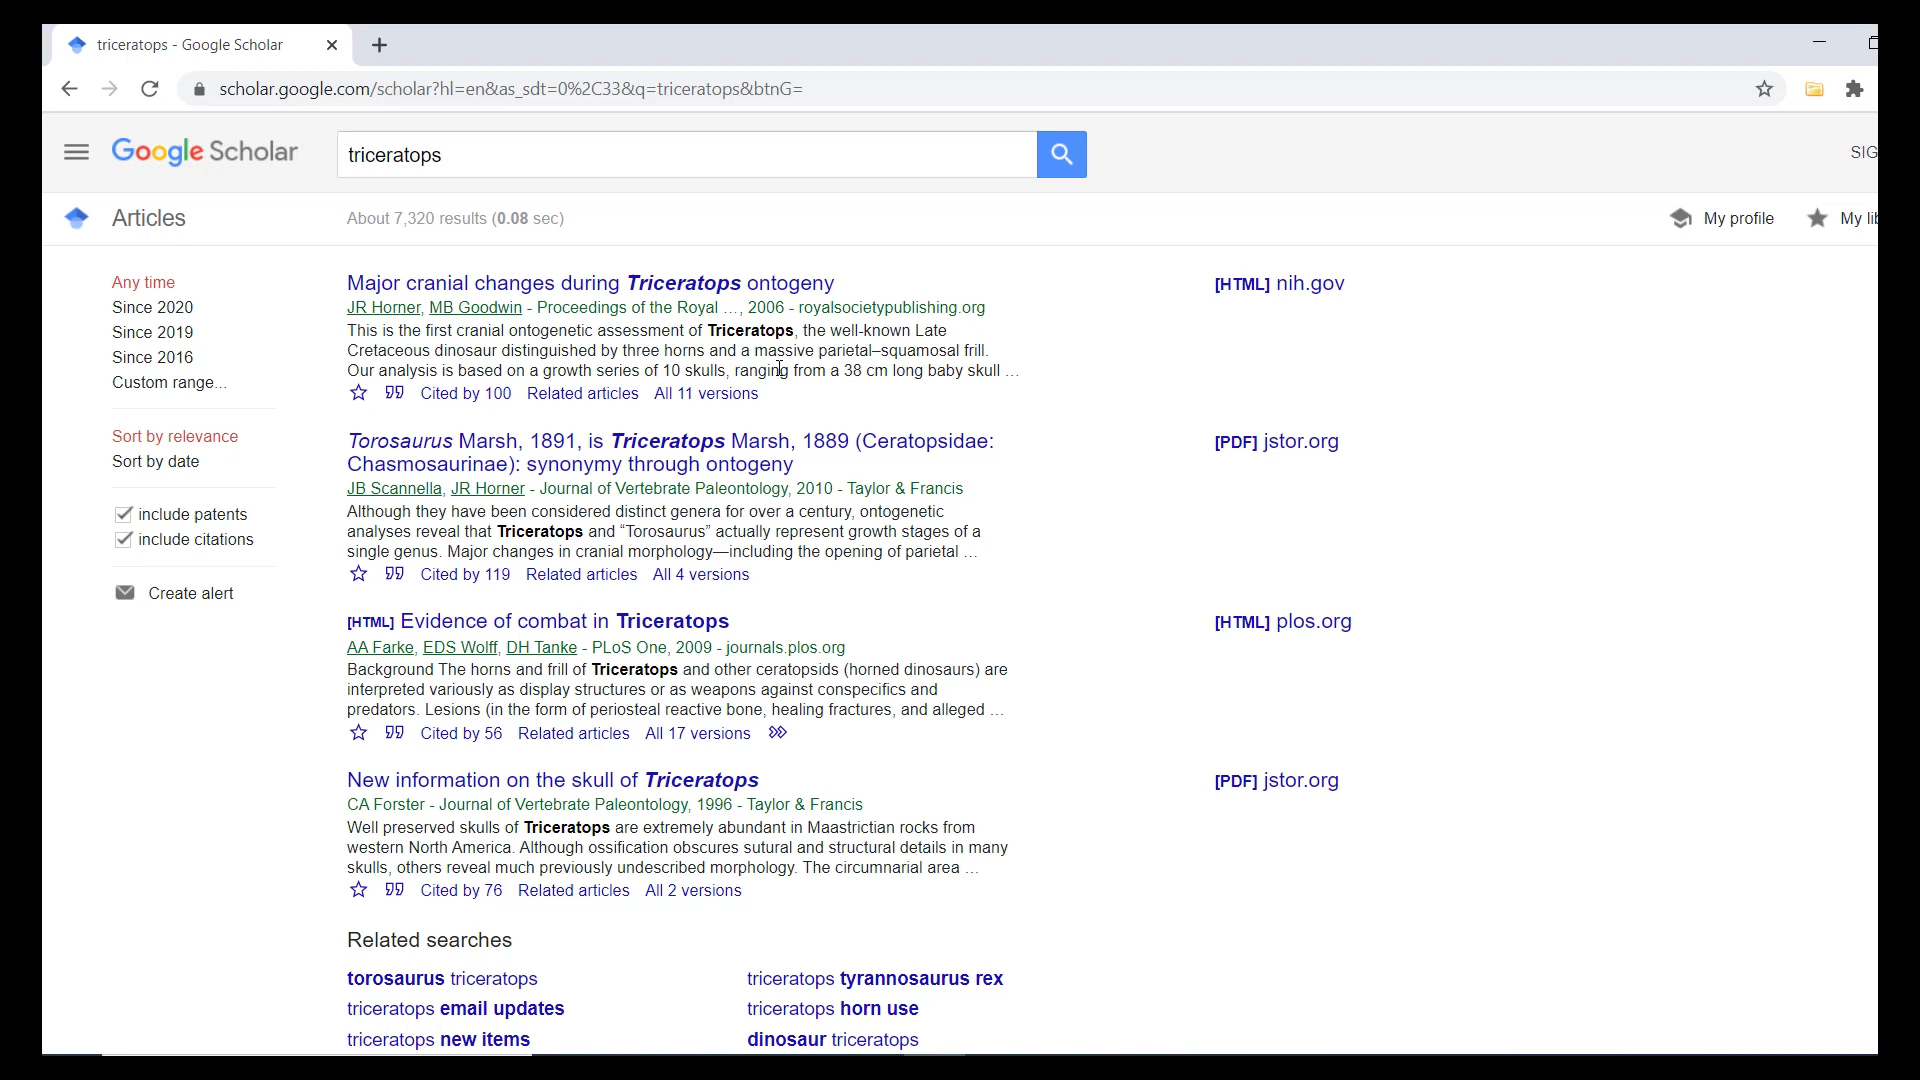 triceratops - Google Scholar
scholar.google.com/scholar?hl=en&as_sdt=0%2C33&q=triceratops&btnG=
Google Scholar
triceratops
SIG
Articles
About 7,320 results (0.08 sec)
My profile
My lib
Any time
Since 2020
Since 2019
Since 2016
Custom range...
Sort by relevance
Sort by date
include patents
include citations
Create alert
Major cranial changes during Triceratops ontogeny
[HTML] nih.gov
JR Horner, MB Goodwin - Proceedings of the Royal …, 2006 - royalsocietypublishing.org
This is the first cranial ontogenetic assessment of Triceratops, the well-known Late
Cretaceous dinosaur distinguished by three horns and a massive parietal–squamosal frill.
Our analysis is based on a growth series of 10 skulls, ranging from a 38 cm long baby skull …
Cited by 100 Related articles All 11 versions
Torosaurus Marsh, 1891, is Triceratops Marsh, 1889 (Ceratopsidae:
Chasmosaurinae): synonymy through ontogeny
[PDF] jstor.org
JB Scannella, JR Horner - Journal of Vertebrate Paleontology, 2010 - Taylor & Francis
Although they have been considered distinct genera for over a century, ontogenetic
analyses reveal that Triceratops and “Torosaurus” actually represent growth stages of a
single genus. Major changes in cranial morphology—including the opening of parietal …
Cited by 119 Related articles All 4 versions
[HTML] Evidence of combat in Triceratops
[HTML] plos.org
AA Farke, EDS Wolff, DH Tanke - PLoS One, 2009 - journals.plos.org
Background The horns and frill of Triceratops and other ceratopsids (horned dinosaurs) are
interpreted variously as display structures or as weapons against conspecifics and
predators. Lesions (in the form of periosteal reactive bone, healing fractures, and alleged …
Cited by 56 Related articles All 17 versions
New information on the skull of Triceratops
[PDF] jstor.org
CA Forster - Journal of Vertebrate Paleontology, 1996 - Taylor & Francis
Well preserved skulls of Triceratops are extremely abundant in Maastrictian rocks from
western North America. Although ossification obscures sutural and structural details in many
skulls, others reveal much previously undescribed morphology. The circumnarial area …
Cited by 76 Related articles All 2 versions
Related searches
torosaurus triceratops
triceratops tyrannosaurus rex
triceratops email updates
triceratops horn use
triceratops new items
dinosaur triceratops